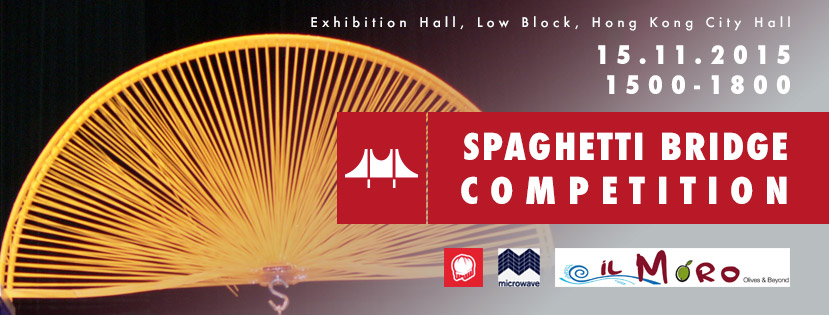 Exhibition Hall, Low Block, Hong Kong City Hall
15.11.2015
1500-1800
SPAGHETTI BRIDGE
COMPETITION
microwave
iL MORO
Olives & Beyond